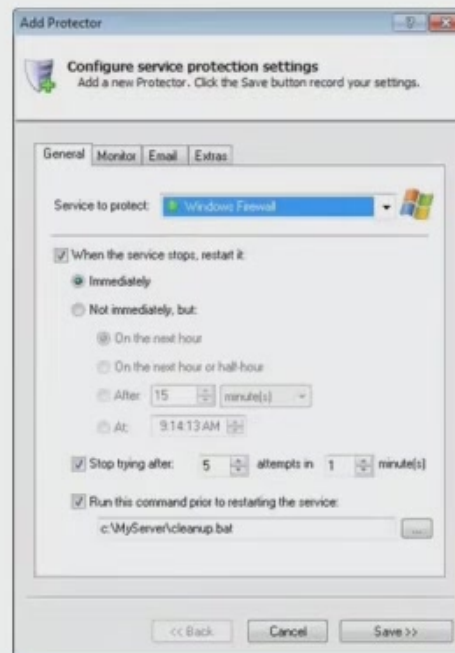 Add Protector
Configure service protection settings
Add a new Protector. Click the Save button record your settings.
General Monitor Email Extras
Service to protect: Windows Firewall
When the service stops, restart it:
Immediately
Not immediately, but:
On the next hour
On the next hour or half-hour
After: 15 minute(s)
At: 9:14:13 AM
Stop trying after: 5 attempts in 1 minute(s)
Run this command prior to restarting the service:
c:\MyServer\cleanup.bat
...
<< Back Cancel Save >>